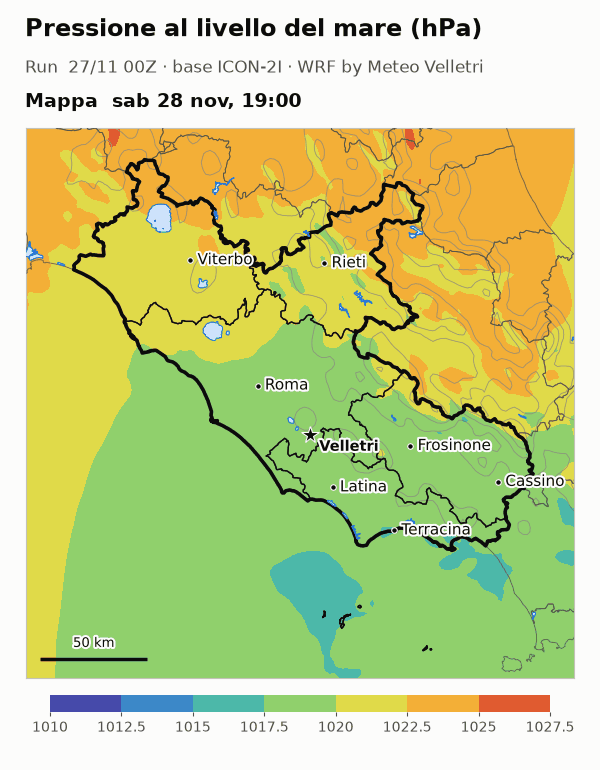 Pressione al livello del mare (hPa)
Run 27/11 00Z · base ICON-2I · WRF by Meteo Velletri
Mappa sab 28 nov, 19:00
Viterbo
Rieti
Roma
Velletri
Frosinone
Cassino
Latina
Terracina
50 km
1010 1012.5 1015 1017.5 1020 1022.5 1025 1027.5